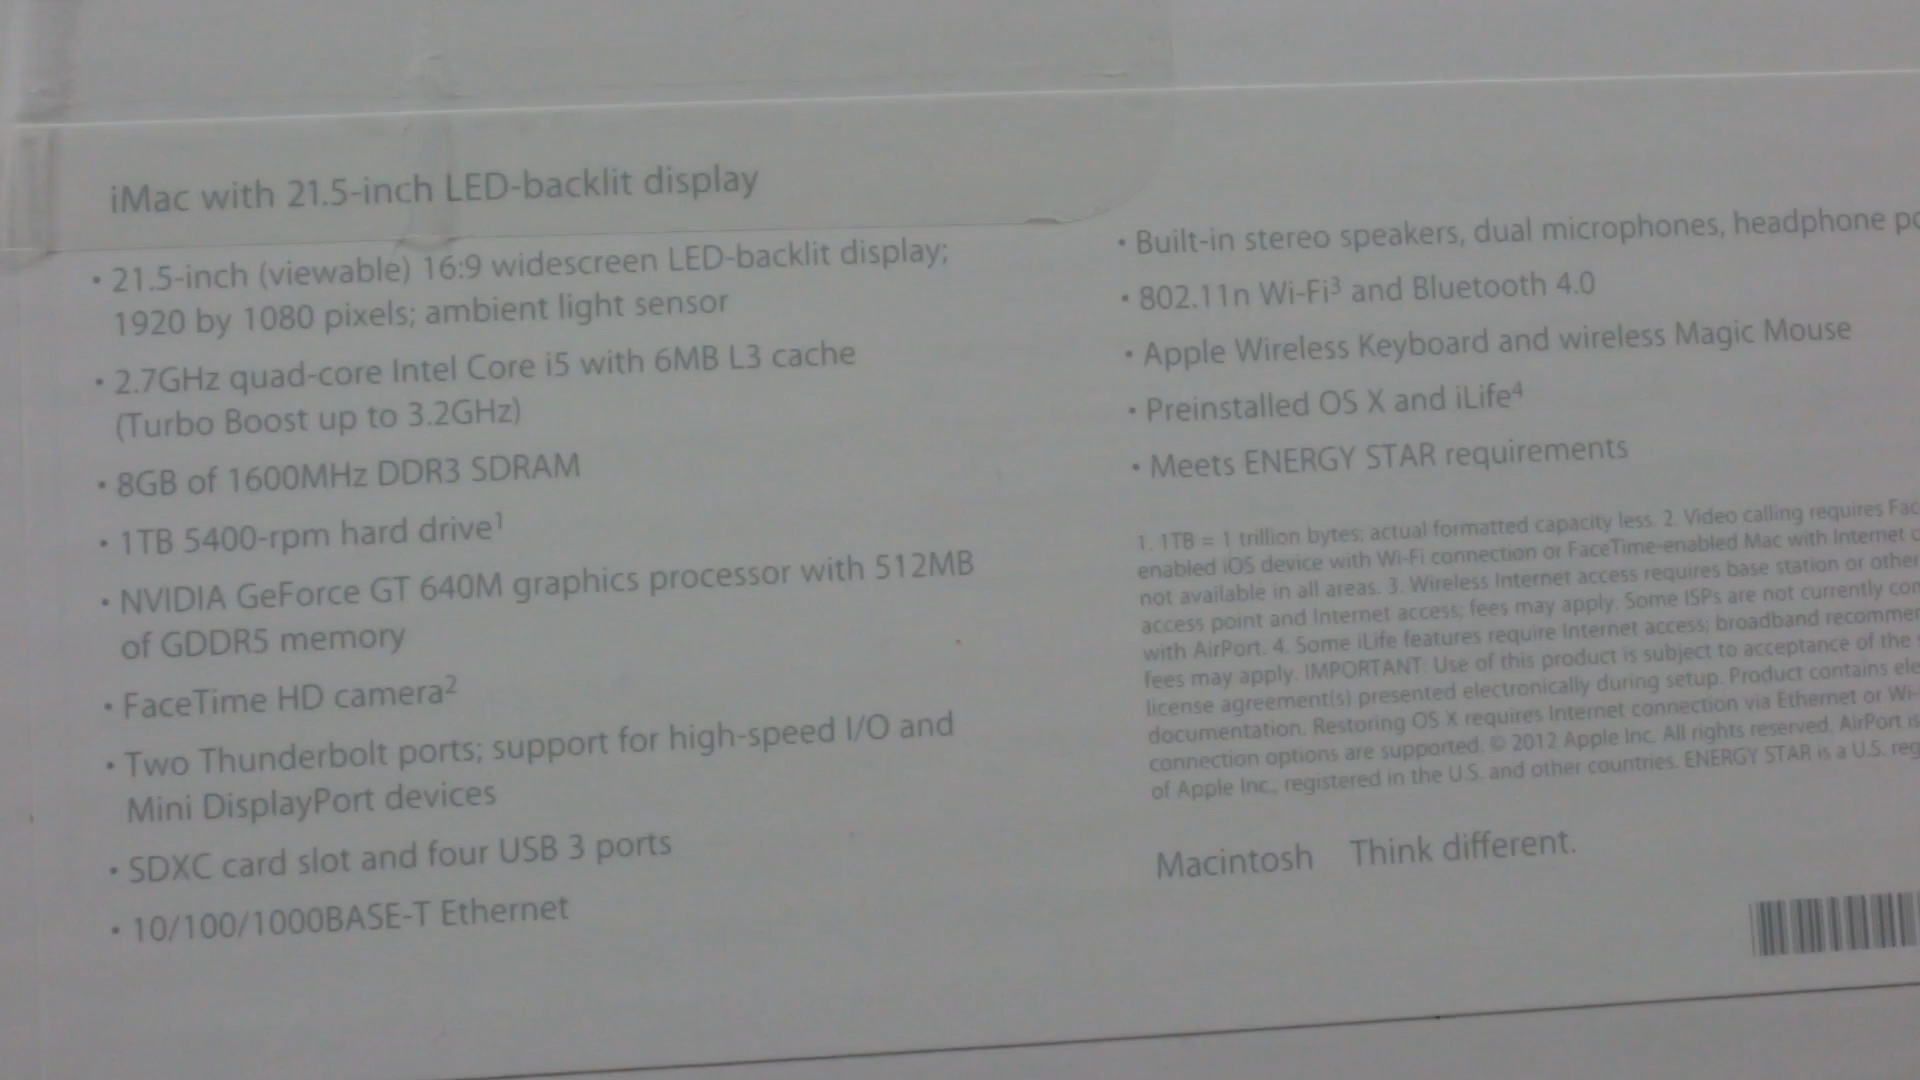 iMac with 21.5-inch LED-backlit display
• 21.5-inch (viewable) 16:9 widescreen LED-backlit display;
1920 by 1080 pixels; ambient light sensor
• 2.7GHz quad-core Intel Core i5 with 6MB L3 cache
(Turbo Boost up to 3.2GHz)
• 8GB of 1600MHz DDR3 SDRAM
• 1TB 5400-rpm hard drive¹
• NVIDIA GeForce GT 640M graphics processor with 512MB
of GDDR5 memory
• FaceTime HD camera²
• Two Thunderbolt ports; support for high-speed I/O and
Mini DisplayPort devices
• SDXC card slot and four USB 3 ports
• 10/100/1000BASE-T Ethernet
• Built-in stereo speakers, dual microphones, headphone
• 802.11n Wi-Fi³ and Bluetooth 4.0
• Apple Wireless Keyboard and wireless Magic Mouse
• Preinstalled OS X and iLife⁴
• Meets ENERGY STAR requirements
1. 1TB = 1 trillion bytes; actual formatted capacity less. 2. Video calling requires
enabled iOS device with Wi-Fi connection or FaceTime-enabled Mac with Internet
not available in all areas. 3. Wireless Internet access requires base station or other
access point and Internet access; fees may apply. Some ISPs are not currently
with AirPort. 4. Some iLife features require Internet access; broadband
fees may apply. IMPORTANT: Use of this product is subject to acceptance of the
license agreement(s) presented electronically during setup. Product contains
documentation. Restoring OS X requires Internet connection via Ethernet or
connection options are supported. © 2012 Apple Inc. All rights reserved. AirPort is
of Apple Inc., registered in the U.S. and other countries. ENERGY STAR is a U.S.
Macintosh Think different.